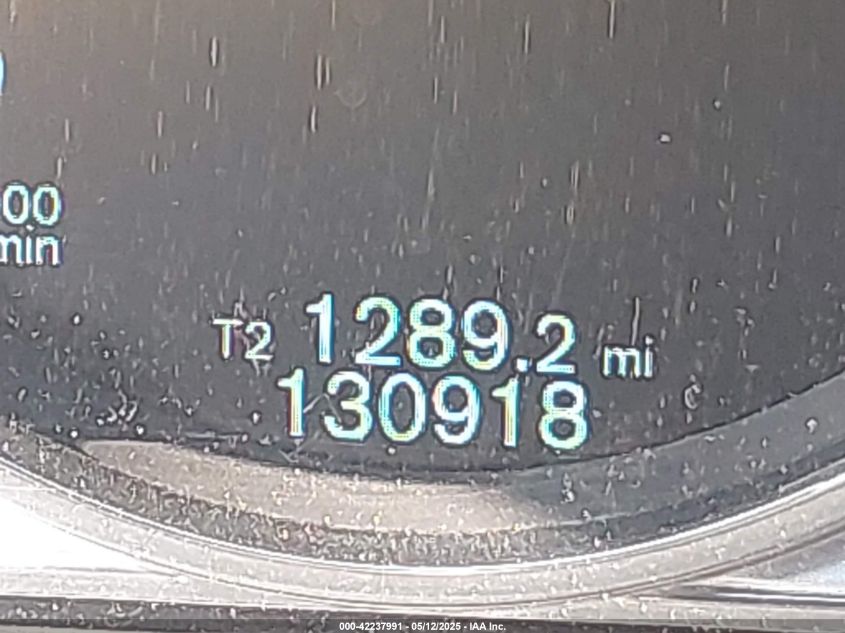 00
min
T2 1289.2 mi
130918
000-42237991 - 05/12/2025 - IAA Inc.